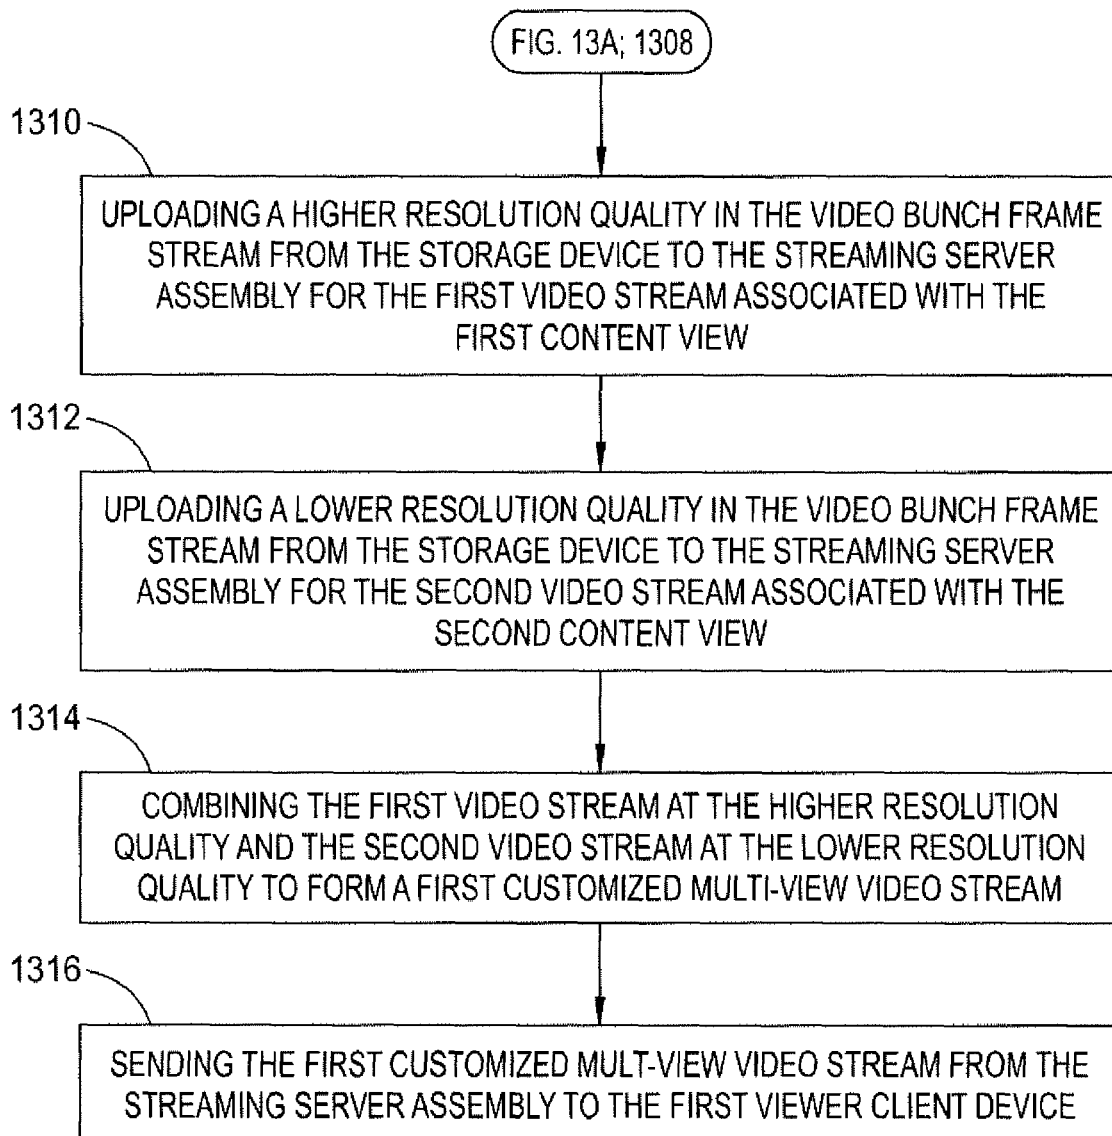 FIG. 13A; 1308
1310
UPLOADING A HIGHER RESOLUTION QUALITY IN THE VIDEO BUNCH FRAME
STREAM FROM THE STORAGE DEVICE TO THE STREAMING SERVER
ASSEMBLY FOR THE FIRST VIDEO STREAM ASSOCIATED WITH THE
FIRST CONTENT VIEW
1312
UPLOADING A LOWER RESOLUTION QUALITY IN THE VIDEO BUNCH FRAME
STREAM FROM THE STORAGE DEVICE TO THE STREAMING SERVER
ASSEMBLY FOR THE SECOND VIDEO STREAM ASSOCIATED WITH THE
SECOND CONTENT VIEW
1314
COMBINING THE FIRST VIDEO STREAM AT THE HIGHER RESOLUTION
QUALITY AND THE SECOND VIDEO STREAM AT THE LOWER RESOLUTION
QUALITY TO FORM A FIRST CUSTOMIZED MULTI-VIEW VIDEO STREAM
1316
SENDING THE FIRST CUSTOMIZED MULT-VIEW VIDEO STREAM FROM THE
STREAMING SERVER ASSEMBLY TO THE FIRST VIEWER CLIENT DEVICE